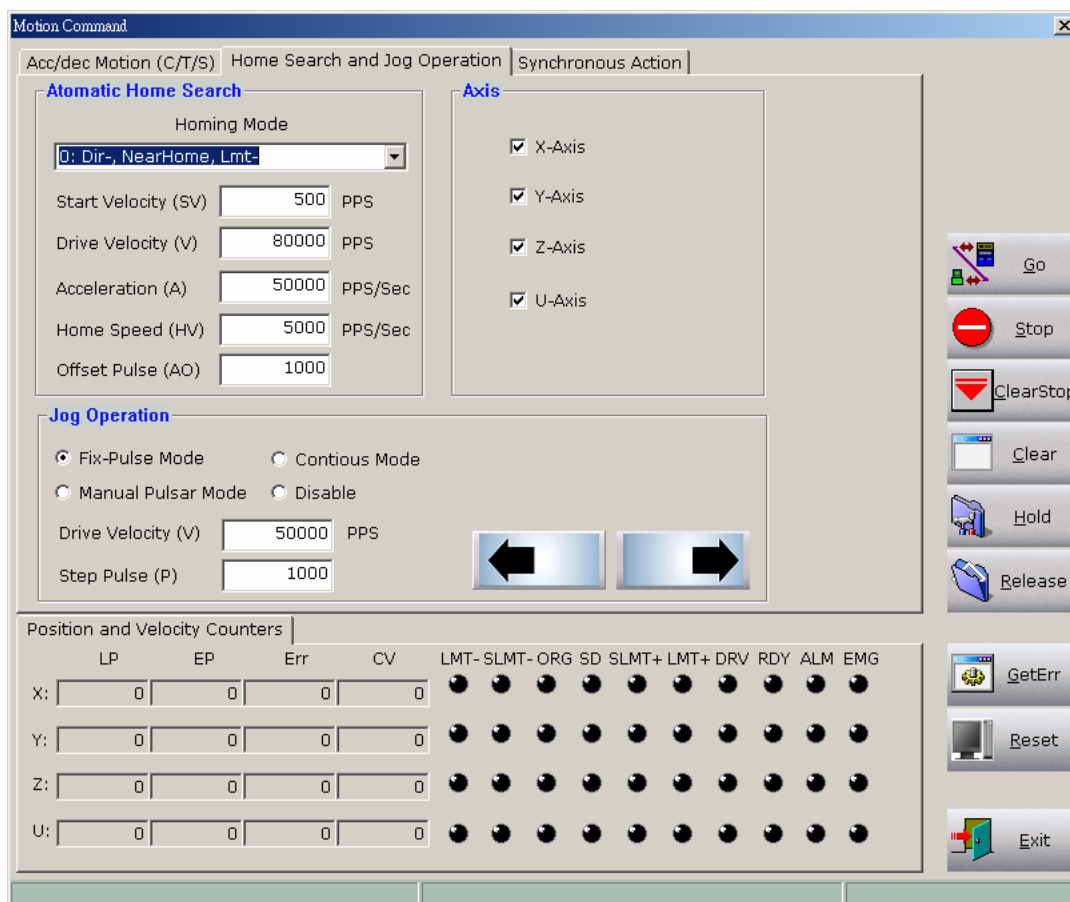 Motion Command
Acc/dec Motion (C/T/S) Home Search and Jog Operation Synchronous Action
Atomatic Home Search
Homing Mode
0: Dir-, NearHome, Lmt-
Start Velocity (SV) 500 PPS
Drive Velocity (V) 80000 PPS
Acceleration (A) 50000 PPS/Sec
Home Speed (HV) 5000 PPS/Sec
Offset Pulse (AO) 1000
Axis
X-Axis
Y-Axis
Z-Axis
U-Axis
Jog Operation
Fix-Pulse Mode Contious Mode
Manual Pulsar Mode Disable
Drive Velocity (V) 50000 PPS
Step Pulse (P) 1000
Go
Stop
ClearStop
Clear
Hold
Release
GetErr
Reset
Exit
Position and Velocity Counters
LP EP Err CV LMT- SLMT- ORG SD SLMT+ LMT+ DRV RDY ALM EMG
X: 0 0 0 0
Y: 0 0 0 0
Z: 0 0 0 0
U: 0 0 0 0